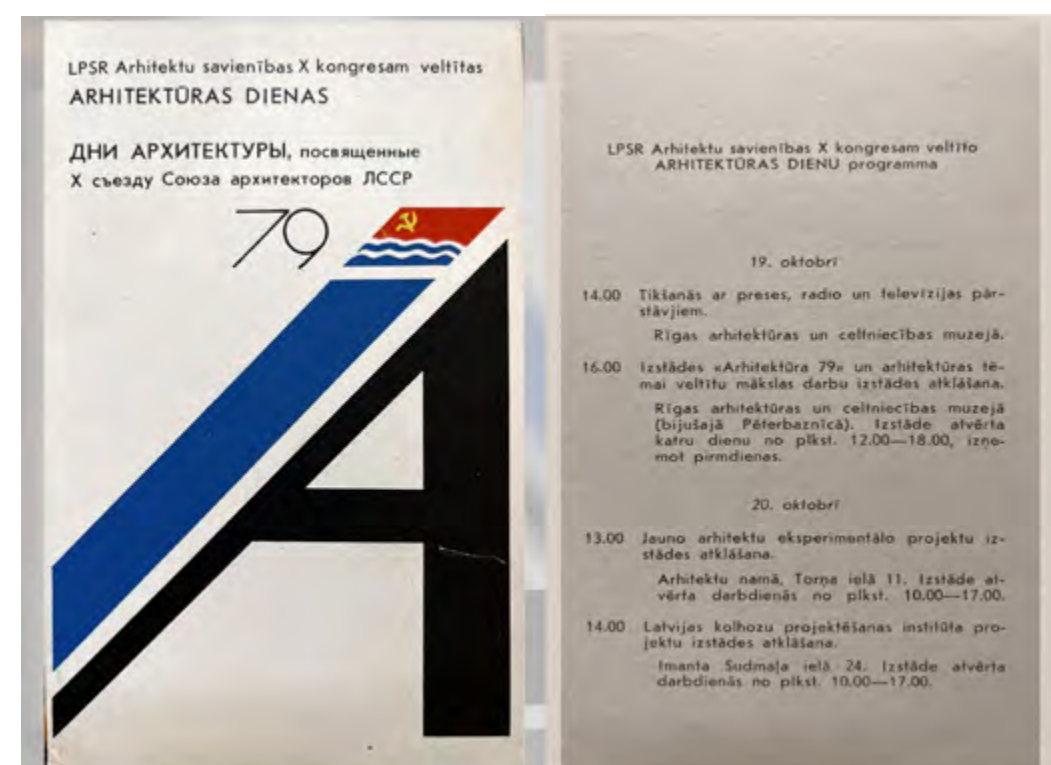 LPSR Arhitektu savienības X kongresam veltītas
ARHITEKTŪRAS DIENAS
ДНИ АРХИТЕКТУРЫ, посвященные
X съезду Союза архитекторов ЛССР
79
LPSR Arhitektu savienības X kongresam veltīto
ARHITEKTŪRAS DIENU programma
19. oktobrī
14.00 Tikšanās ar preses, radio un televīzijas pār-
stāvjiem.
Rīgas arhitektūras un celtniecības muzejā.
16.00 Izstādes «Arhitektūra 79» un arhitektūras tē-
mai veltītu mākslas darbu izstādes atklāšana.
Rīgas arhitektūras un celtniecības muzejā
(bijušajā Pēterbaznīcā). Izstāde atvērta
katru dienu no plkst. 12.00—18.00, izņe-
mot pirmdienas.
20. oktobrī
13.00 Jauno arhitektu eksperimentālo projektu iz-
stādes atklāšana.
Arhitektu namā, Torņa ielā 11. Izstāde at-
vērta darbdienās no plkst. 10.00—17.00.
14.00 Latvijas kolhozu projektēšanas institūta pro-
jektu izstādes atklāšana.
Imanta Sudmaļa ielā 24. Izstāde atvērta
darbdienās no plkst. 10.00—17.00.